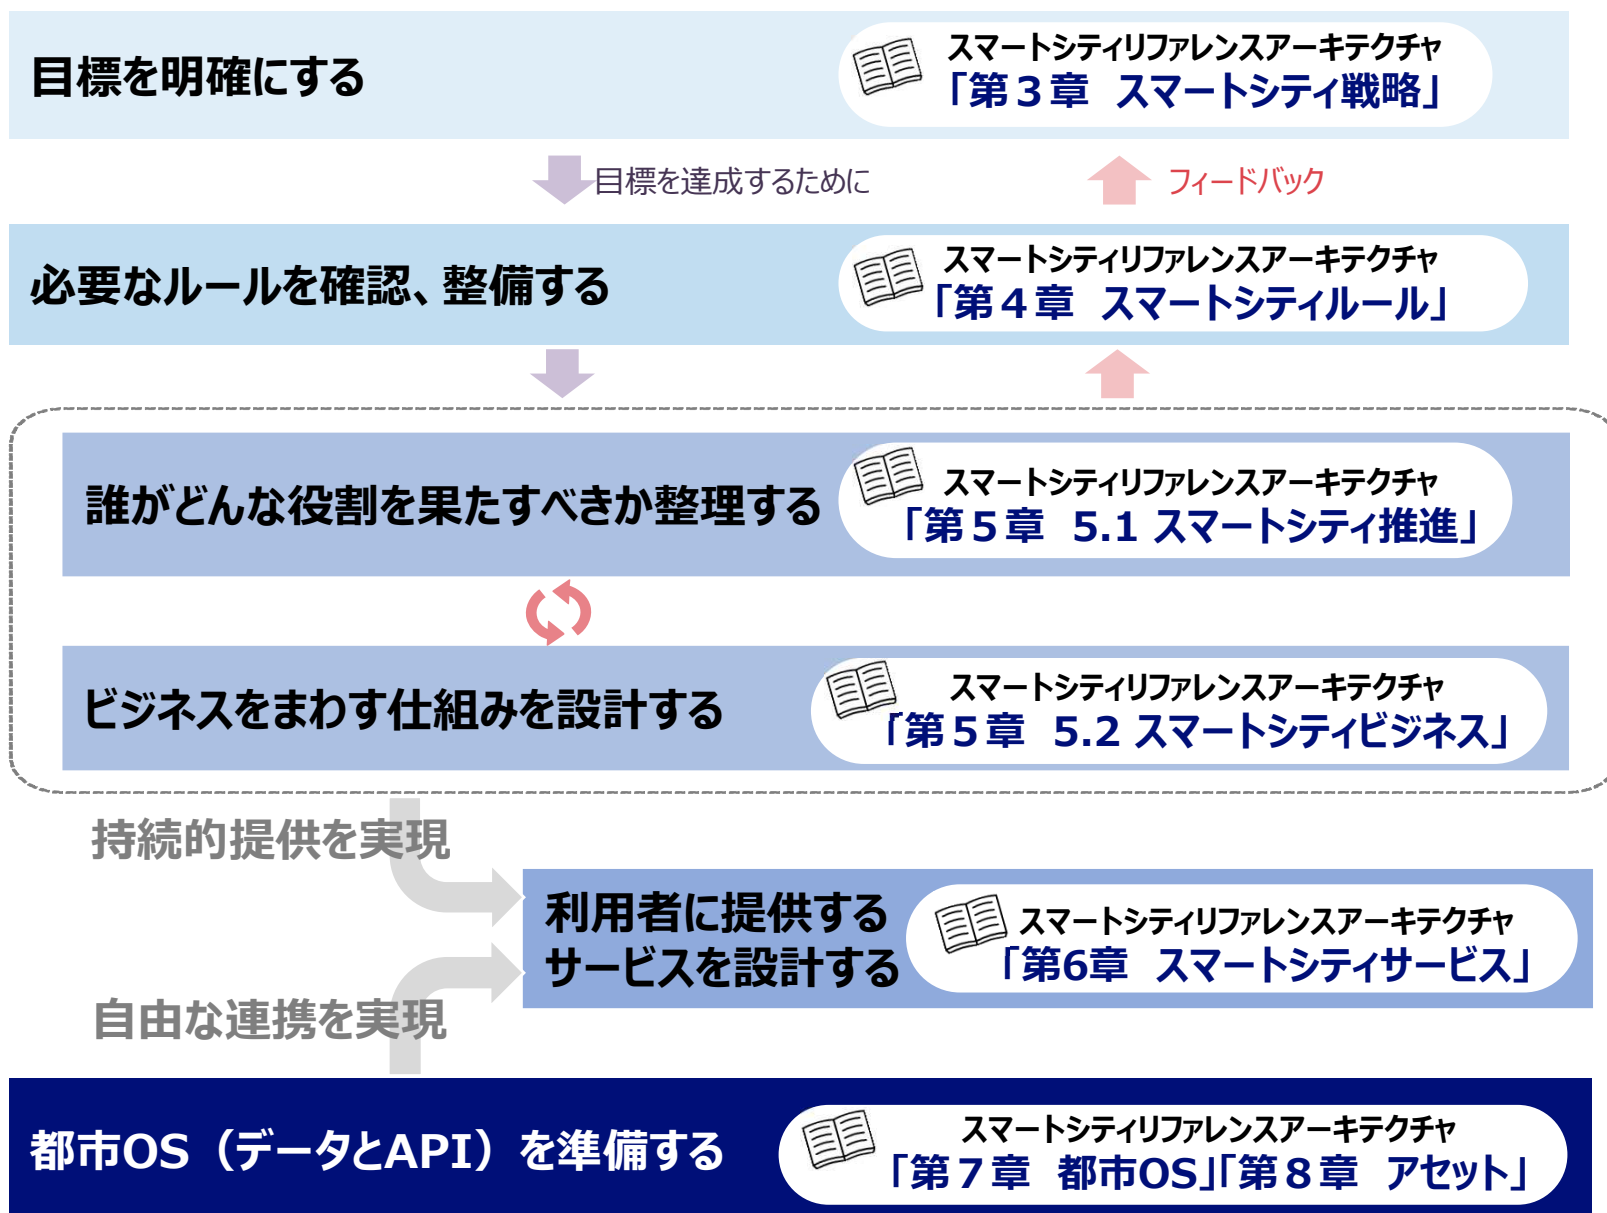 目標を明確にする
スマートシティリファレンスアーキテクチャ
「第３章　スマートシティ戦略」
目標を達成するために
フィードバック
必要なルールを確認、整備する
スマートシティリファレンスアーキテクチャ
「第４章　スマートシティルール」
誰がどんな役割を果たすべきか整理する
スマートシティリファレンスアーキテクチャ
「第５章　5.1 スマートシティ推進」
ビジネスをまわす仕組みを設計する
スマートシティリファレンスアーキテクチャ
「第５章　5.2 スマートシティビジネス」
持続的提供を実現
利用者に提供する
サービスを設計する
スマートシティリファレンスアーキテクチャ
「第6章　スマートシティサービス」
自由な連携を実現
都市OS（データとAPI）を準備する
スマートシティリファレンスアーキテクチャ
「第７章　都市OS」「第８章　アセット」